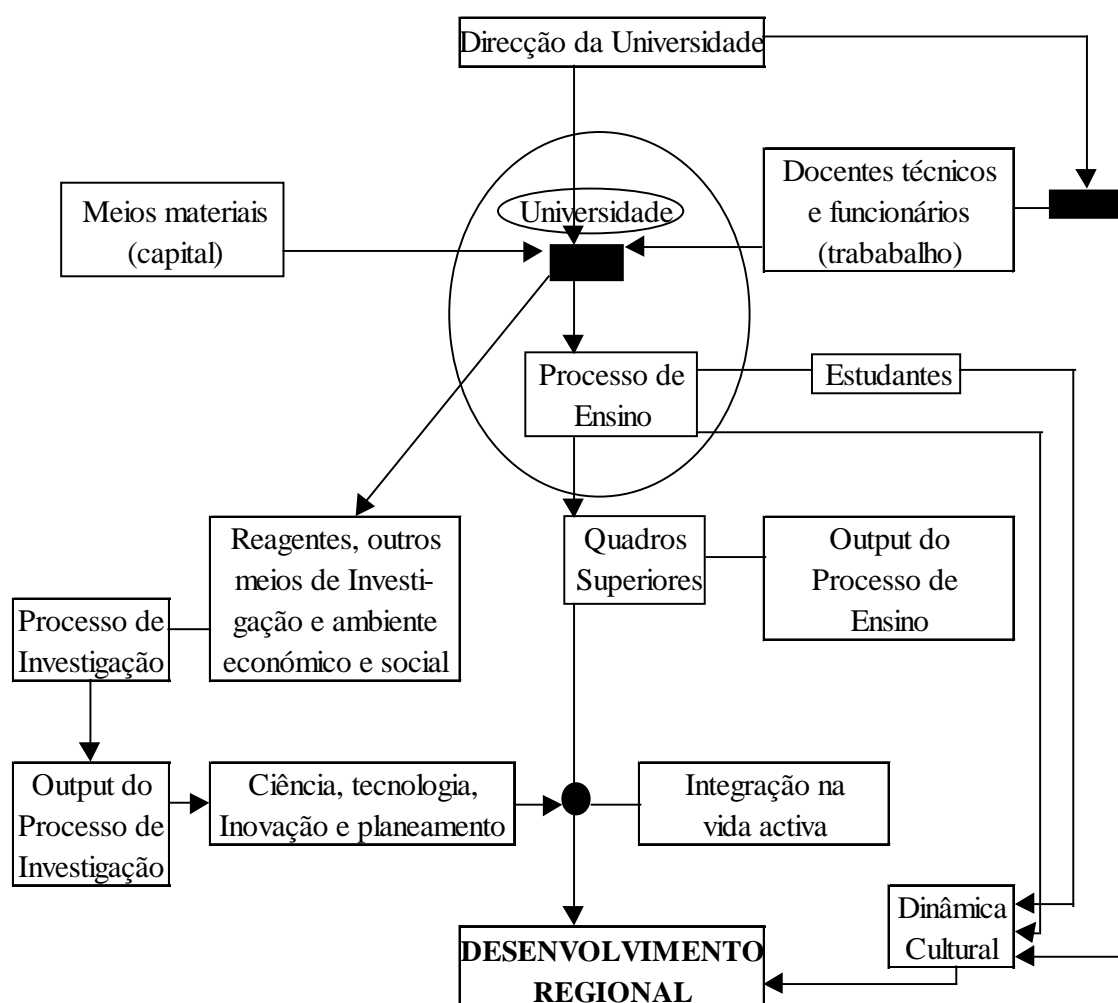 Direcção da Universidade
Docentes técnicos
e funcionários
(trababalho)
Meios materiais
(capital)
Universidade
Processo de
Ensino
Estudantes
Reagentes, outros
meios de Investi-
gação e ambiente
económico e social
Quadros
Superiores
Output do
Processo de
Ensino
Processo de
Investigação
Output do
Processo de
Investigação
Ciência, tecnologia,
Inovação e planeamento
Integração na
vida activa
Dinâmica
Cultural
DESENVOLVIMENTO
REGIONAL